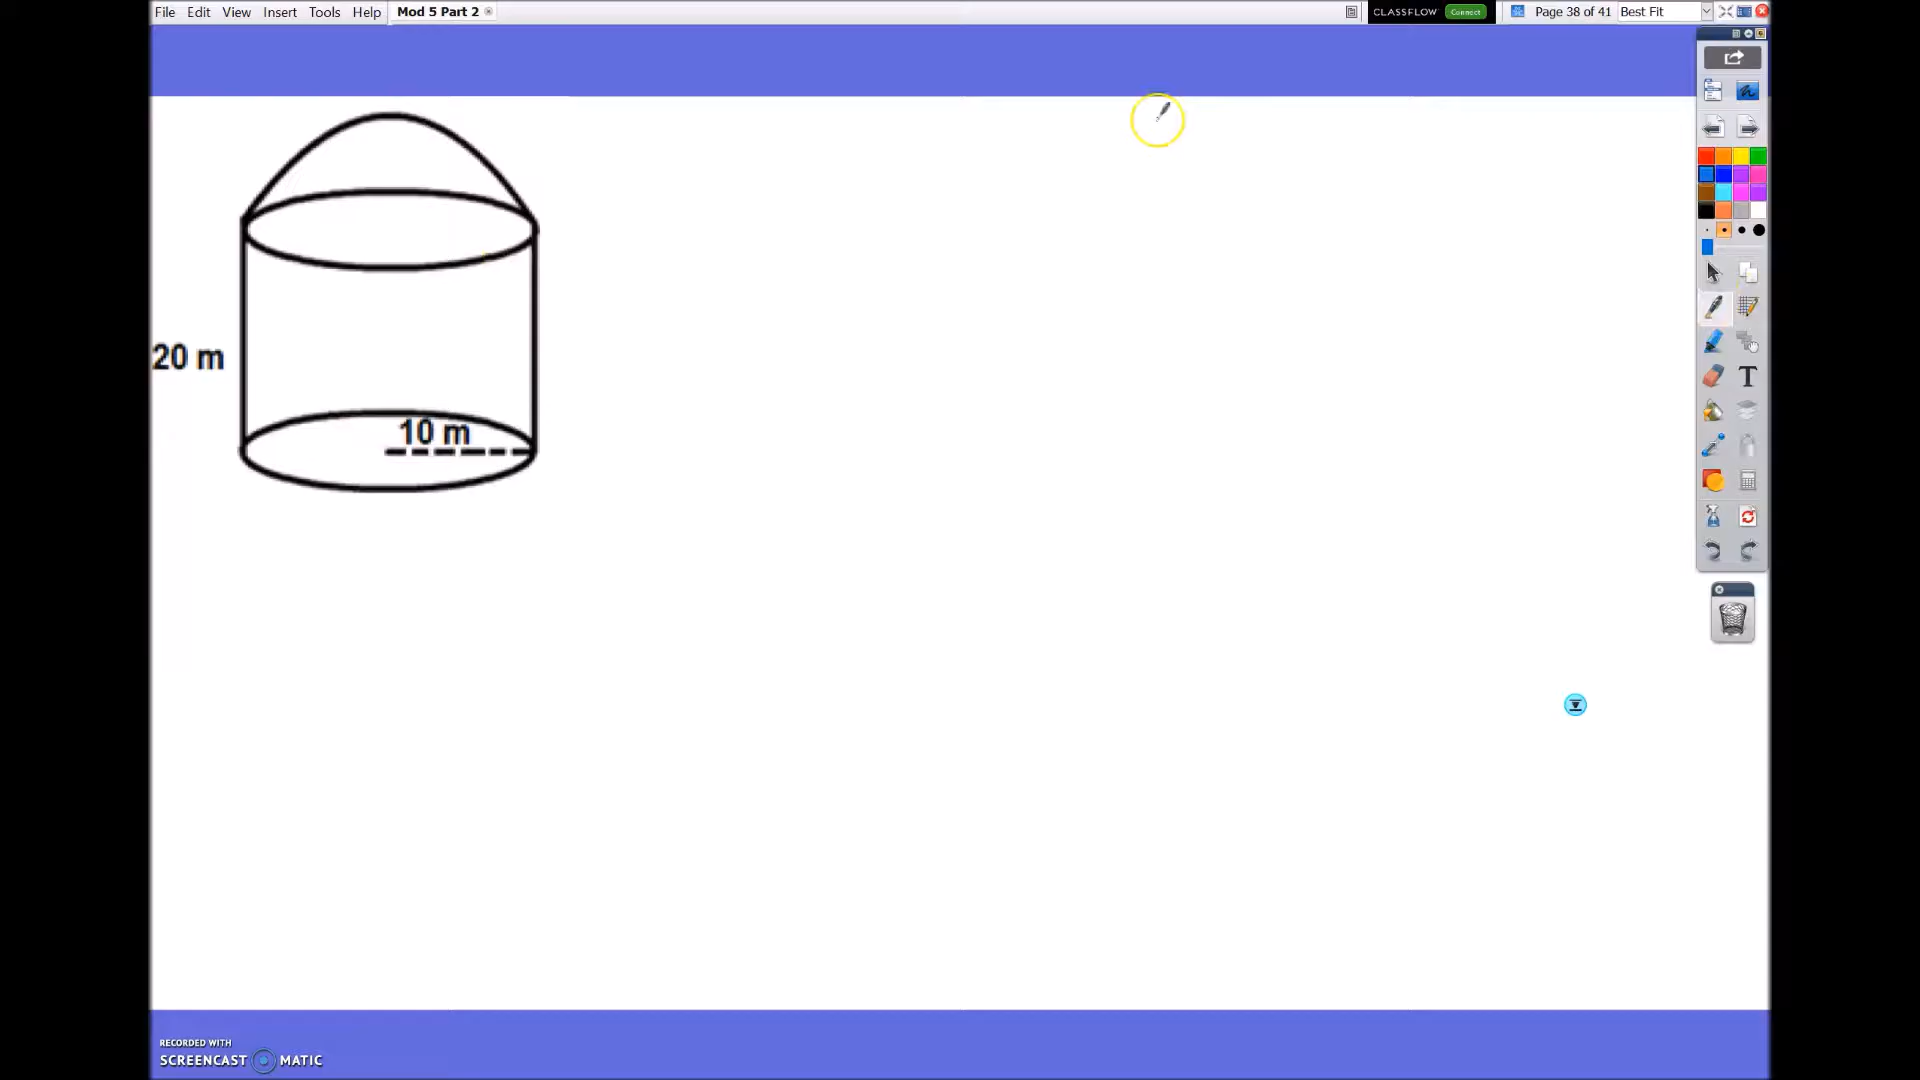 File Edit View Insert Tools Help Mod 5 Part 2 CLASSFLOW Connect Page 38 of 41 Best Fit
T
20 m
10 m
RECORDED WITH
SCREENCAST MATIC